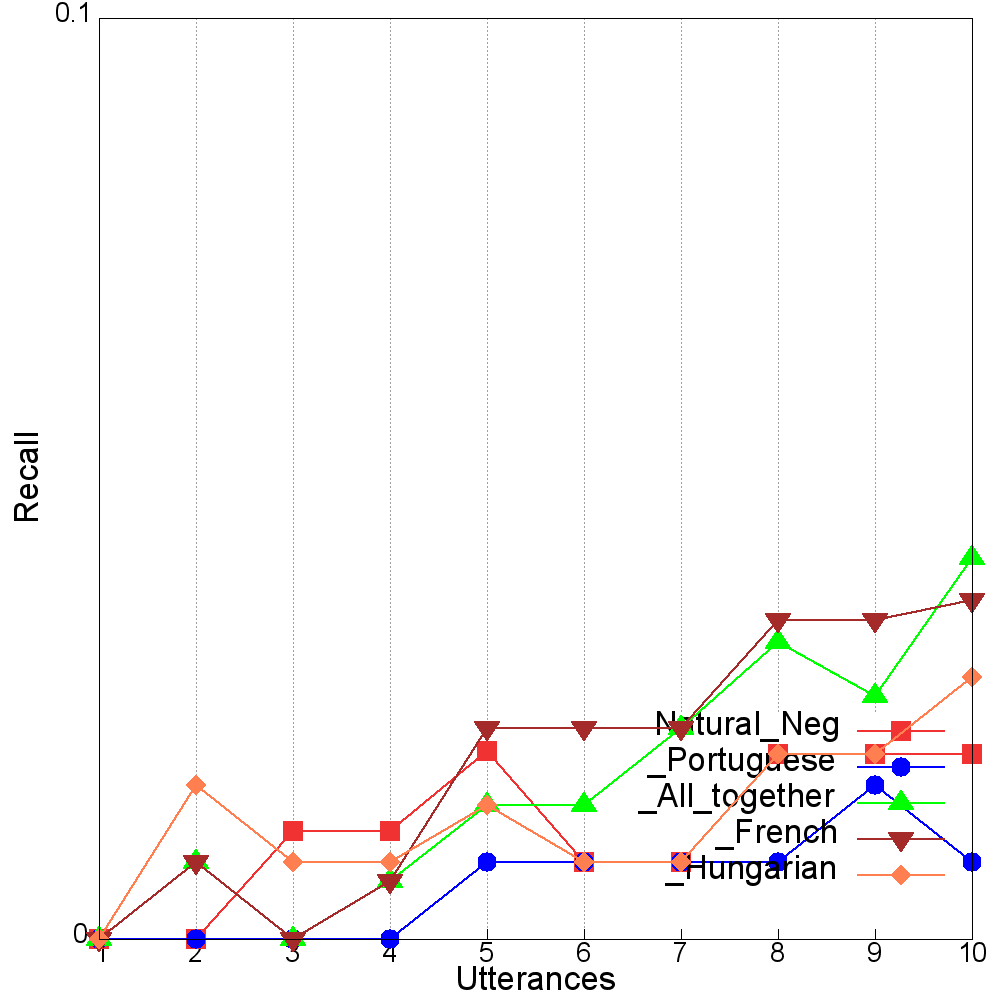 0.1
Recall
Natural_Neg
_Portuguese
_All_together
_French
_Hungarian
0
1 2 3 4 5 6 7 8 9 10
Utterances